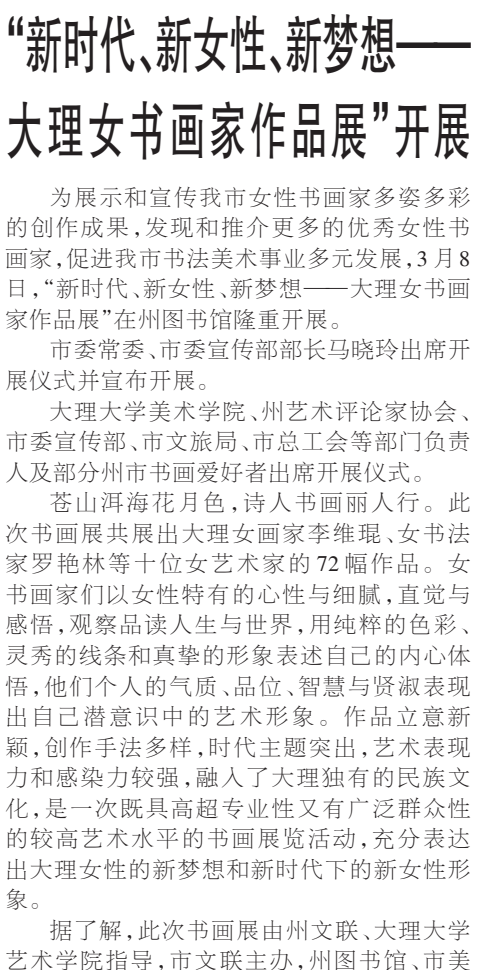 “新时代、新女性、新梦想——
大理女书画家作品展”开展
为展示和宣传我市女性书画家多姿多彩
的创作成果,发现和推介更多的优秀女性书
画家,促进我市书法美术事业多元发展,3月8
日,“新时代、新女性、新梦想——大理女书画
家作品展”在州图书馆隆重开展。
市委常委、市委宣传部部长马晓玲出席开
展仪式并宣布开展。
大理大学美术学院、州艺术评论家协会、
市委宣传部、市文旅局、市总工会等部门负责
人及部分州市书画爱好者出席开展仪式。
苍山洱海花月色,诗人书画丽人行。此
次书画展共展出大理女画家李维琨、女书法
家罗艳林等十位女艺术家的72幅作品。女
书画家们以女性特有的心性与细腻,直觉与
感悟,观察品读人生与世界,用纯粹的色彩、
灵秀的线条和真挚的形象表述自己的内心体
悟,他们个人的气质、品位、智慧与贤淑表现
出自己潜意识中的艺术形象。作品立意新
颖,创作手法多样,时代主题突出,艺术表现
力和感染力较强,融入了大理独有的民族文
化,是一次既具高超专业性又有广泛群众性
的较高艺术水平的书画展览活动,充分表达
出大理女性的新梦想和新时代下的新女性形
象。
据了解,此次书画展由州文联、大理大学
艺术学院指导,市文联主办,州图书馆、市美